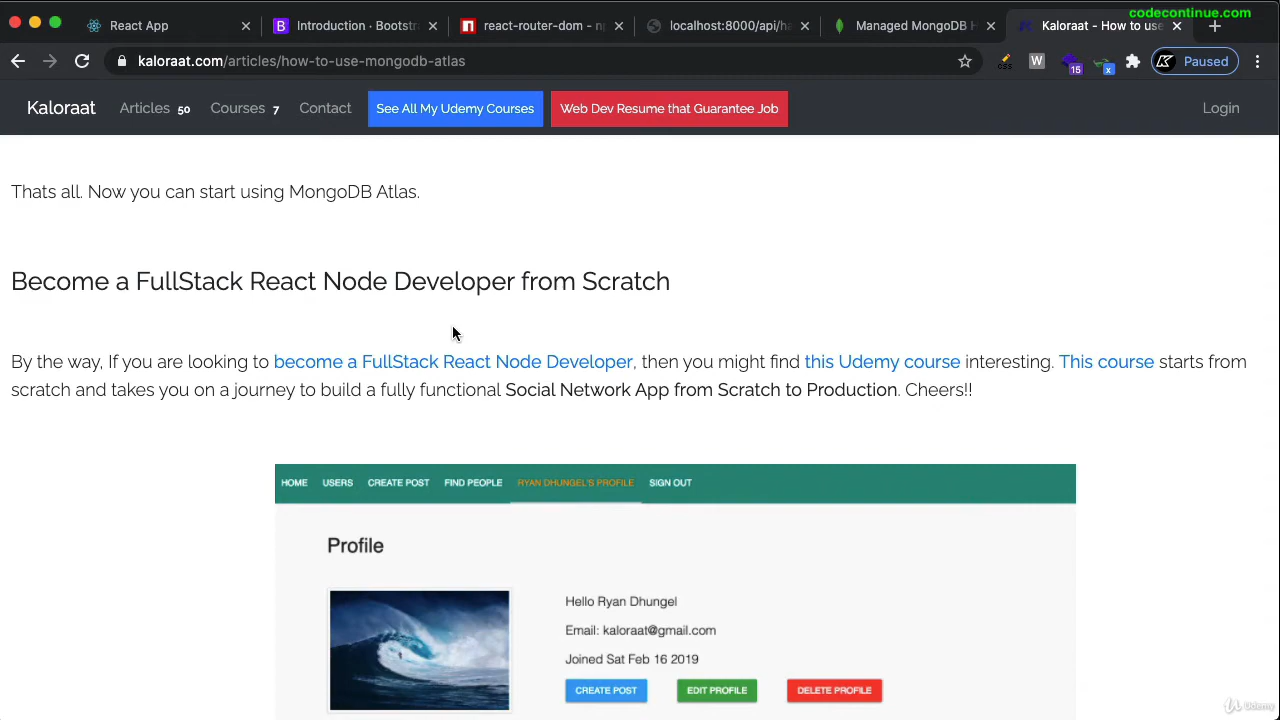 codecontinue.com
React App
Introduction · Bootst
react-router-dom - n
localhost:8000/api/he
Managed MongoDB H
Kaloraat - How to use
kaloraat.com/articles/how-to-use-mongodb-atlas
W
15
x
Paused
Kaloraat
Articles 50
Courses 7
Contact
See All My Udemy Courses
Web Dev Resume that Guarantee Job
Login
Thats all. Now you can start using MongoDB Atlas.
Become a FullStack React Node Developer from Scratch
By the way, If you are looking to become a FullStack React Node Developer, then you might find this Udemy course interesting. This course starts from
scratch and takes you on a journey to build a fully functional Social Network App from Scratch to Production. Cheers!!
HOME USERS CREATE POST FIND PEOPLE RYAN DHUNGEL'S PROFILE SIGN OUT
Profile
Hello Ryan Dhungel
Email: kaloraat@gmail.com
Joined Sat Feb 16 2019
CREATE POST EDIT PROFILE DELETE PROFILE
Udemy